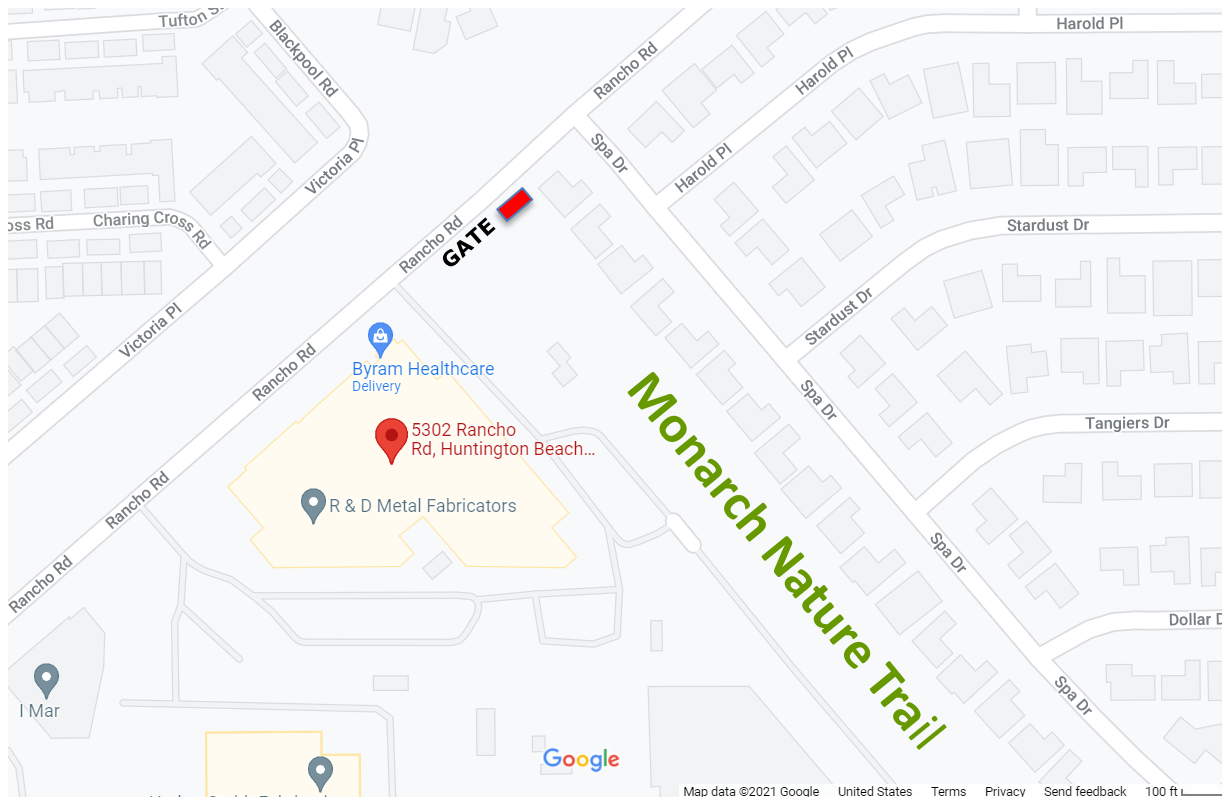 Tufton S
Blackpool Rd
Rancho Rd
Harold Pl
Harold Pl
Spa Dr
Harold Pl
Victoria Pl
oss Rd
Charing Cross Rd
Rancho Rd
GATE
Stardust Dr
Stardust Dr
Victoria Pl
Rancho Rd
Byram Healthcare
Delivery
Spa Dr
5302 Rancho
Rd, Huntington Beach...
Tangiers Dr
Monarch Nature Trail
Rancho Rd
R & D Metal Fabricators
Spa Dr
Rancho Rd
Dollar D
Spa Dr
I Mar
Google
Map data ©2021 Google
United States
Terms
Privacy
Send feedback
100 ft